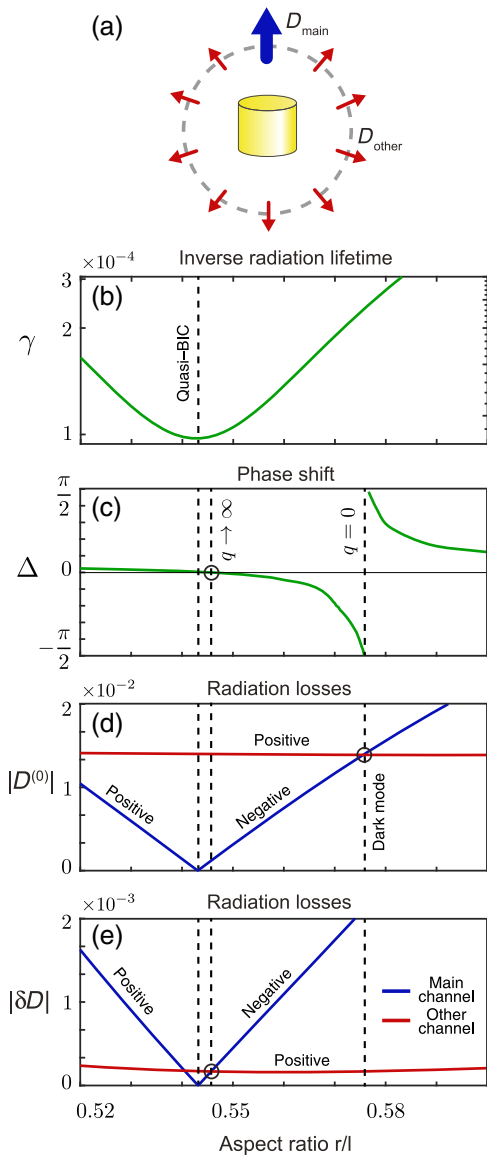 (a)
D_main
D_other
Inverse radiation lifetime
×10⁻⁴
(b)
3
2
1
γ
Quasi−BIC
Phase shift
(c)
π/2
0
−π/2
Δ
q → ∞
q = 0
Radiation losses
×10⁻²
(d)
2
1
0
|D⁽⁰⁾|
Positive
Positive
Negative
Dark mode
Radiation losses
×10⁻³
(e)
2
1
0
|δD|
Positive
Negative
Positive
Main
channel
Other
channel
0.52 0.55 0.58
Aspect ratio r/l